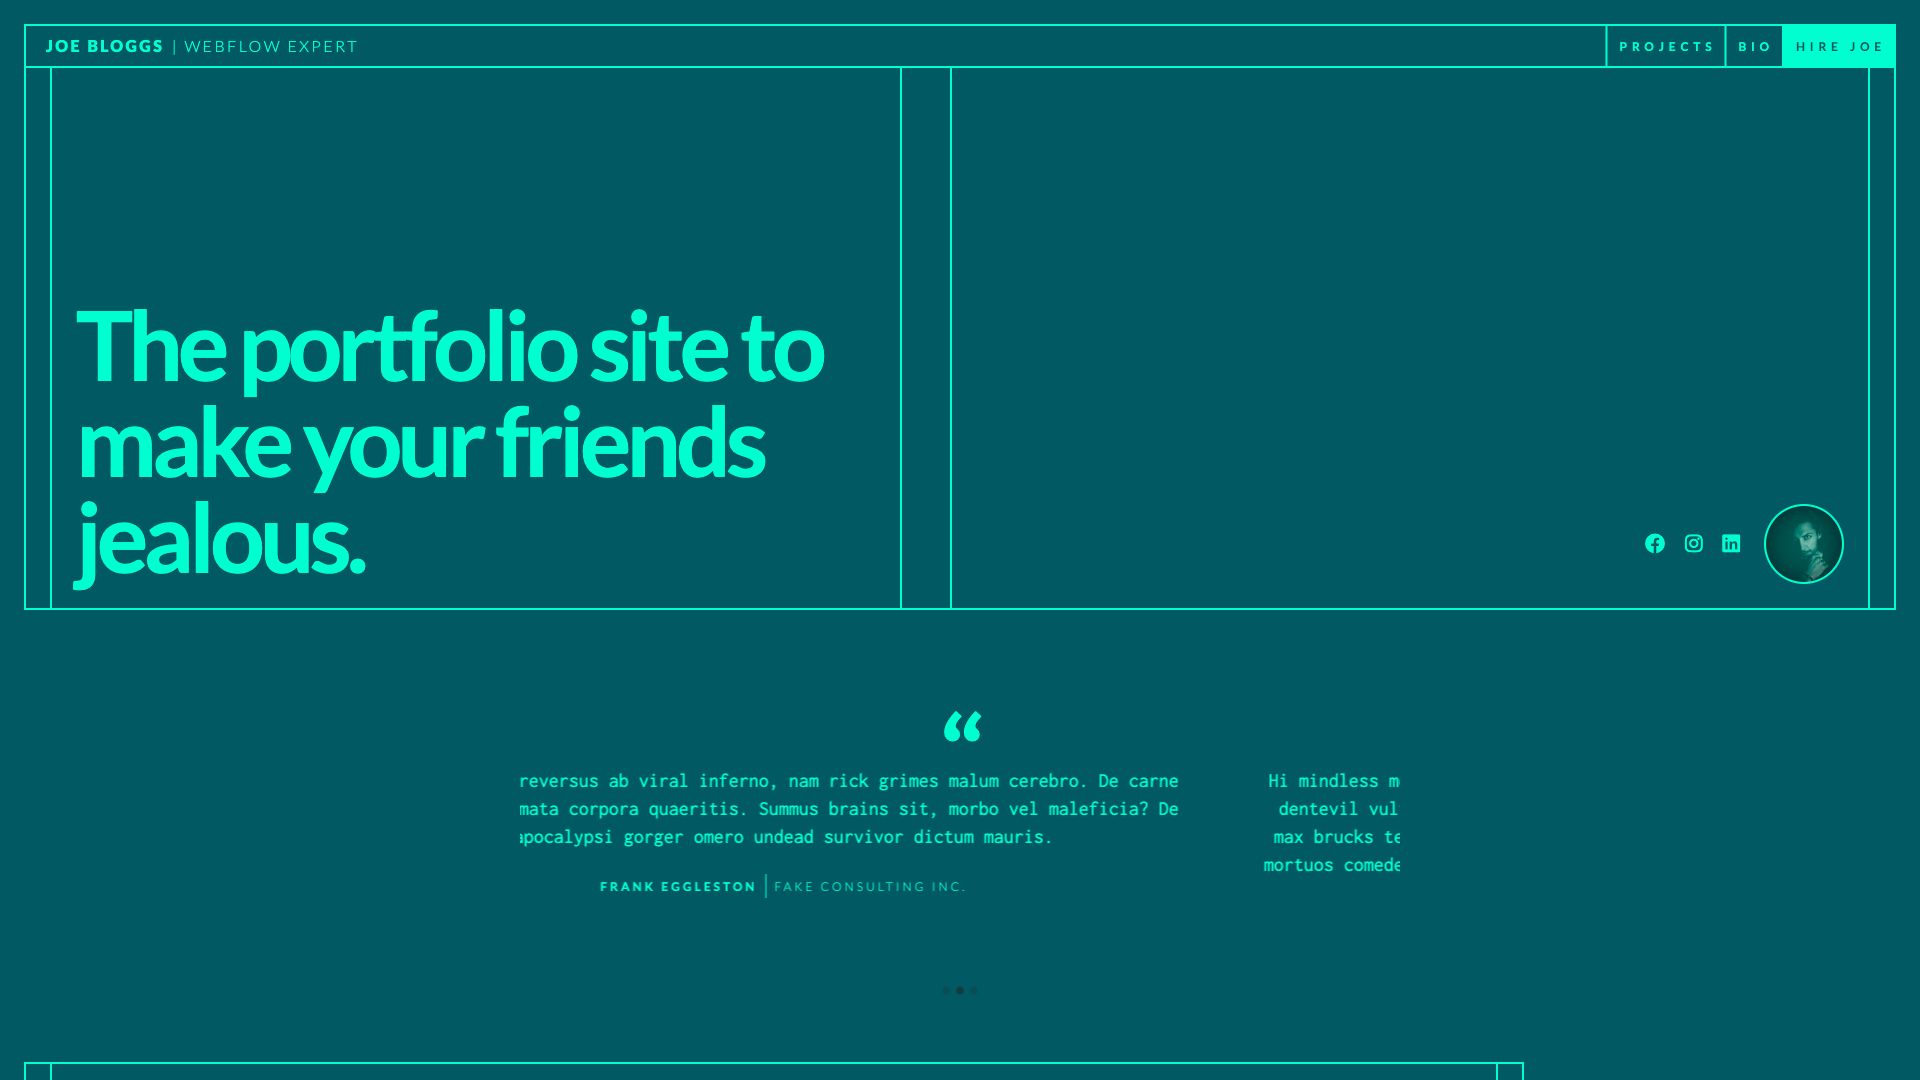 JOE BLOGGS | WEBFLOW EXPERT
PROJECTS
BIO
HIRE JOE
The portfolio site to
make your friends
jealous.
“
reversus ab viral inferno, nam rick grimes malum cerebro. De carne
mata corpora quaeritis. Summus brains sit, morbo vel maleficia? De
apocalypsi gorger omero undead survivor dictum mauris.
FRANK EGGLESTON | FAKE CONSULTING INC.
Hi mindless
dentevil vul
max brucks
mortuos comede